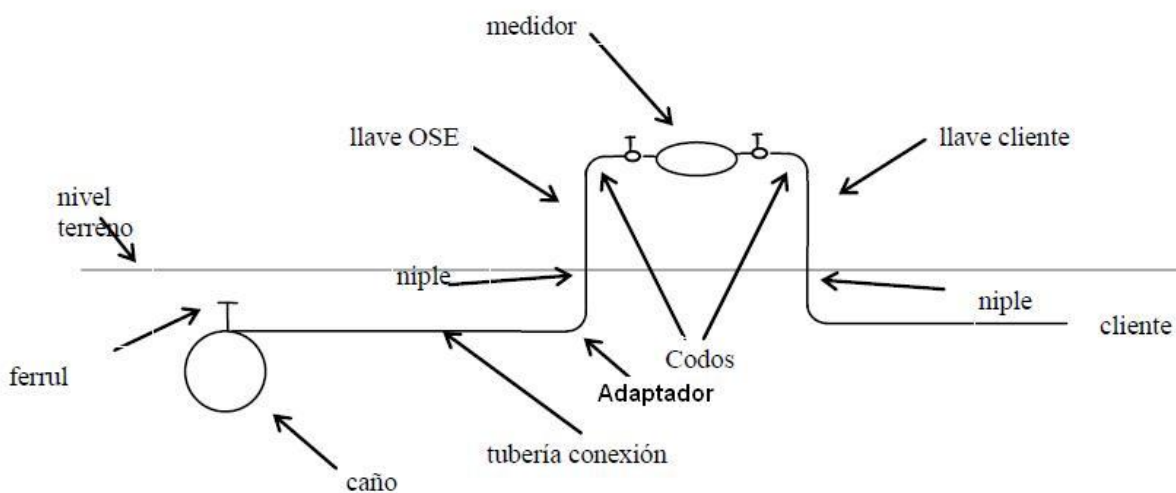 medidor
llave OSE
llave cliente
nivel
terreno
niple
niple
cliente
ferrul
Codos
Adaptador
tubería conexión
caño